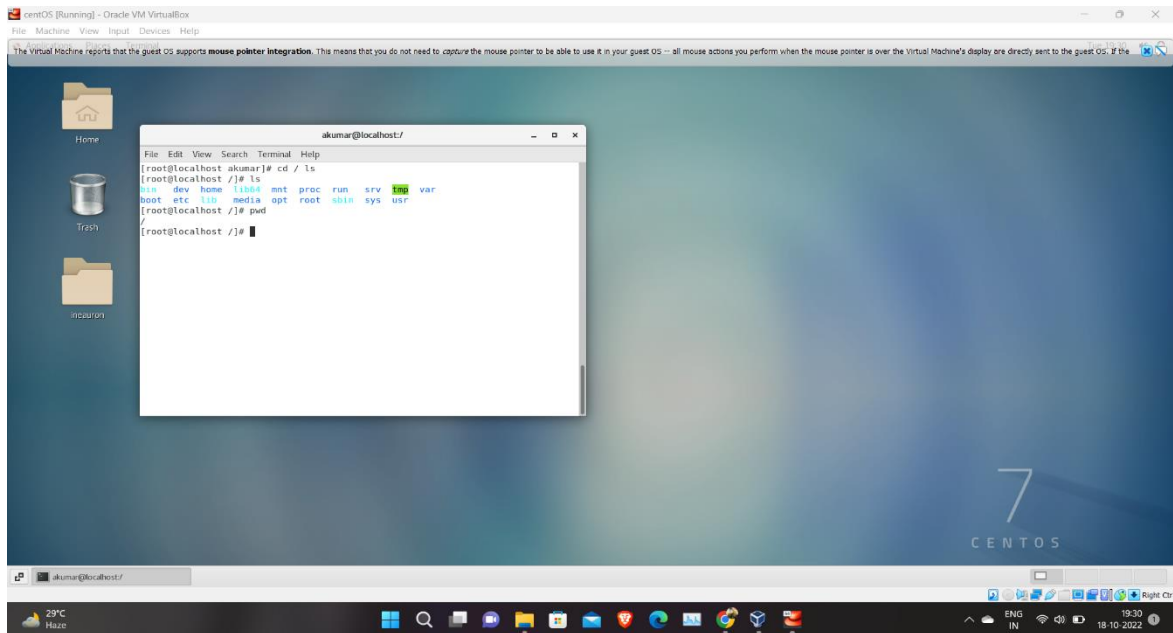 centOS [Running] - Oracle VM VirtualBox
File Machine View Input Devices Help
The Virtual Machine reports that the guest OS supports mouse pointer integration. This means that you do not need to capture the mouse pointer to be able to use it in your guest OS -- all mouse actions you perform when the mouse pointer is over the Virtual Machine's display are directly sent to the guest OS. If the
Home
Trash
akumar@localhost:/
File Edit View Search Terminal Help
[root@localhost akumar]# cd / ls
[root@localhost /]# ls
bin dev home lib64 mnt proc run srv tmp var
boot etc lib media opt root sbin sys usr
[root@localhost /]# pwd
/
[root@localhost /]#
7
CENTOS
akumar@localhost:/
Right Ctr
29°C
Haze
ENG
IN
19:30
18-10-2022